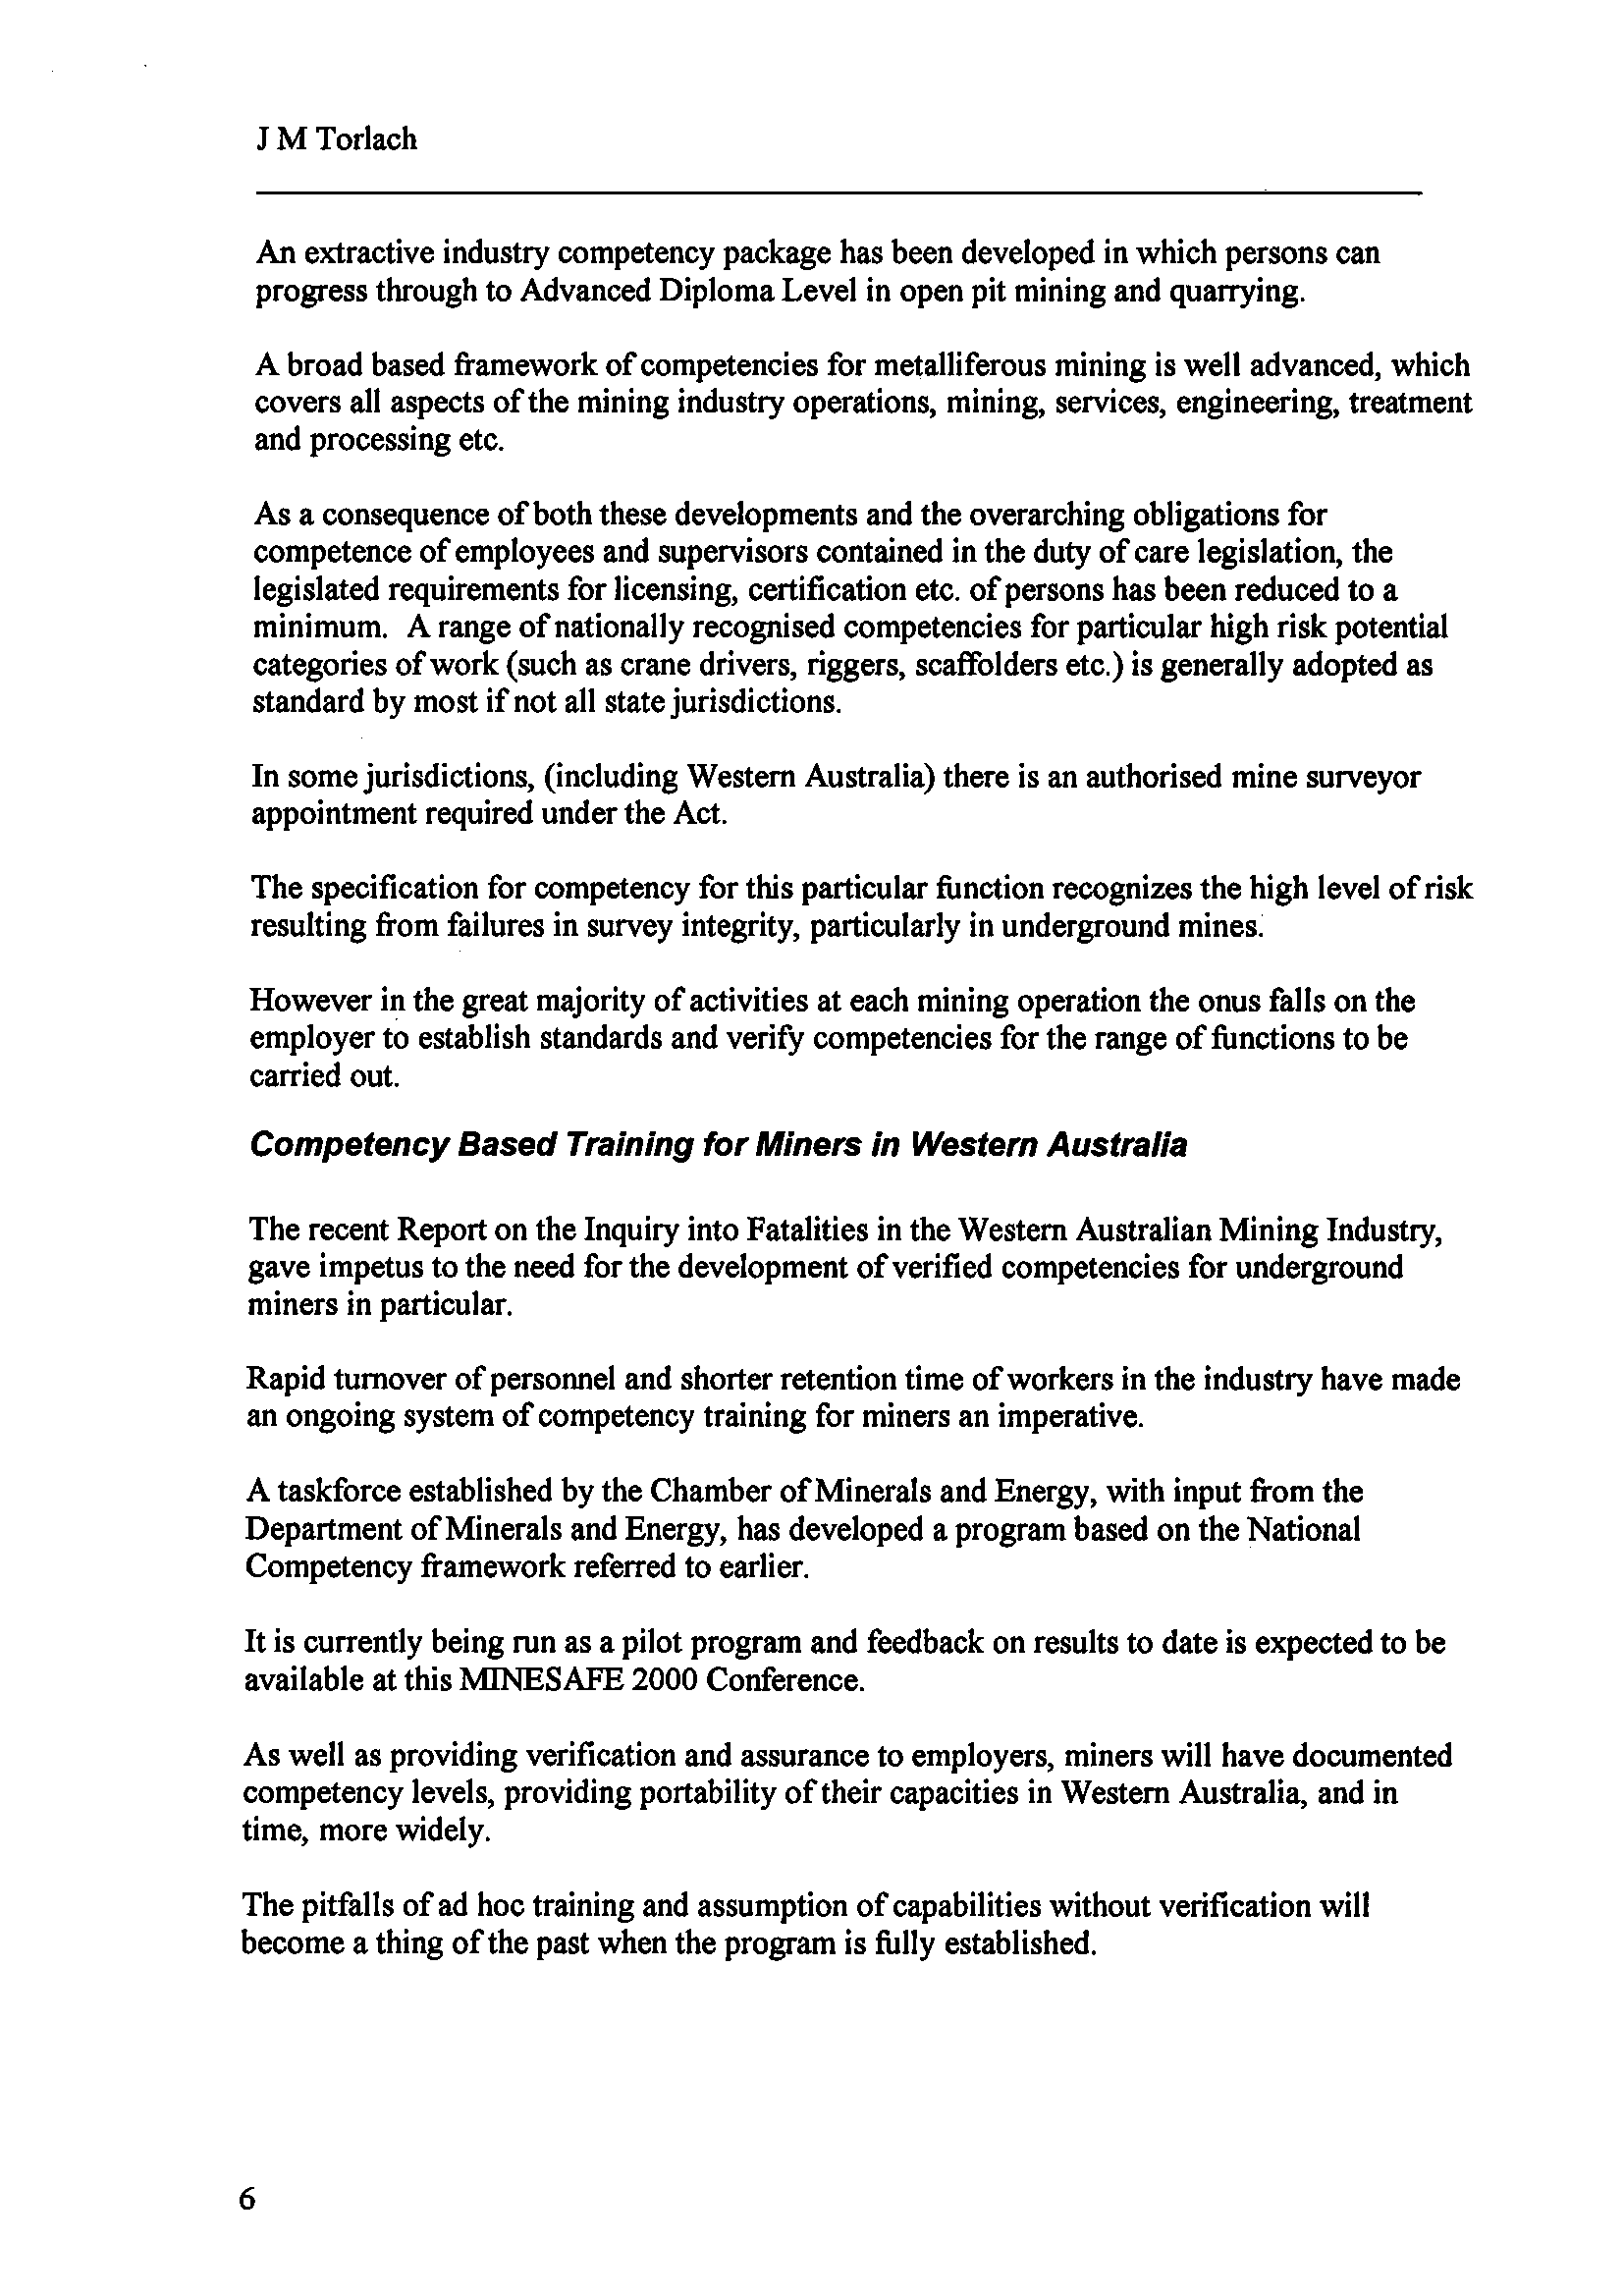 J M Torlach
An extractive industry competency package has been developed in which persons can
progress through to Advanced Diploma Level in open pit mining and quarrying.
A broad based framework of competencies for metalliferous mining is well advanced, which
covers all aspects of the mining industry operations, mining, services, engineering, treatment
and processing etc.
As a consequence of both these developments and the overarching obligations for
competence of employees and supervisors contained in the duty of care legislation, the
legislated requirements for licensing, certification etc. of persons has been reduced to a
minimum. A range of nationally recognised competencies for particular high risk potential
categories of work (such as crane drivers, riggers, scaffolders etc.) is generally adopted as
standard by most if not all state jurisdictions.
In some jurisdictions, (including Western Australia) there is an authorised mine surveyor
appointment required under the Act.
The specification for competency for this particular function recognizes the high level of risk
resulting from failures in survey integrity, particularly in underground mines.
However in the great majority of activities at each mining operation the onus falls on the
employer to establish standards and verify competencies for the range of functions to be
carried out.
Competency Based Training for Miners in Western Australia
The recent Report on the Inquiry into Fatalities in the Western Australian Mining Industry,
gave impetus to the need for the development of verified competencies for underground
miners in particular.
Rapid turnover of personnel and shorter retention time of workers in the industry have made
an ongoing system of competency training for miners an imperative.
A taskforce established by the Chamber of Minerals and Energy, with input from the
Department of Minerals and Energy, has developed a program based on the National
Competency framework referred to earlier.
It is currently being run as a pilot program and feedback on results to date is expected to be
available at this MINESAFE 2000 Conference.
As well as providing verification and assurance to employers, miners will have documented
competency levels, providing portability of their capacities in Western Australia, and in
time, more widely.
The pitfalls of ad hoc training and assumption of capabilities without verification will
become a thing of the past when the program is fully established.
6